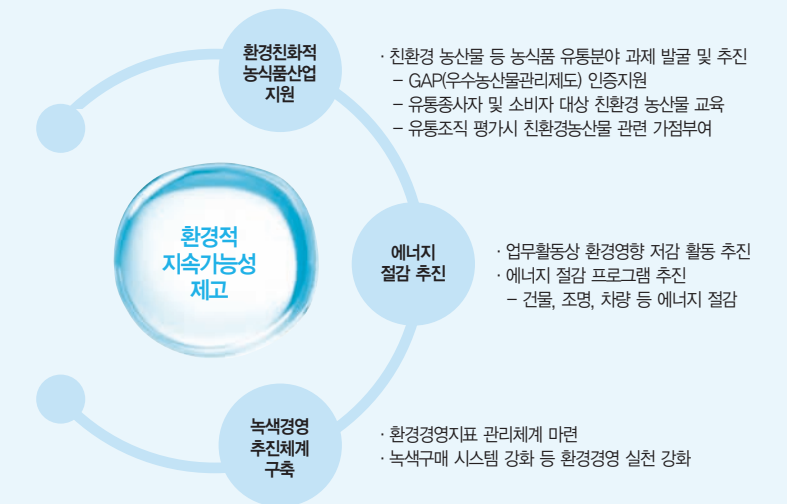 환경친화적
농식품산업
지원
· 친환경 농산물 등 농식품 유통분야 과제 발굴 및 추진
– GAP(우수농산물관리제도) 인증지원
– 유통종사자 및 소비자 대상 친환경 농산물 교육
– 유통조직 평가시 친환경농산물 관련 가점부여
환경적
지속가능성
제고
에너지
절감 추진
· 업무활동상 환경영향 저감 활동 추진
· 에너지 절감 프로그램 추진
– 건물, 조명, 차량 등 에너지 절감
녹색경영
추진체계
구축
· 환경경영지표 관리체계 마련
· 녹색구매 시스템 강화 등 환경경영 실천 강화